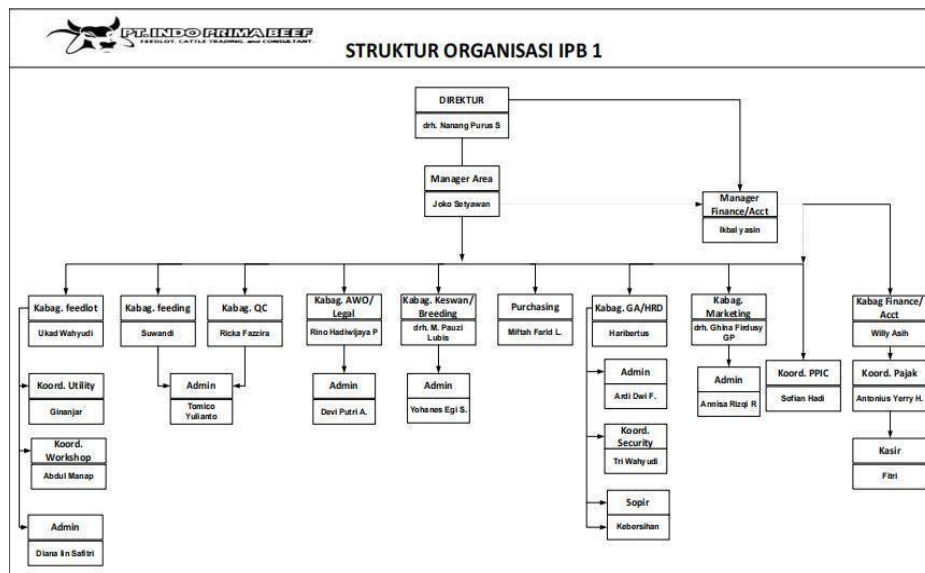 PT. INDO PRIMA BEEF
FEEDLOT, CATTLE TRADING, and CONSULTANT.
STRUKTUR ORGANISASI IPB 1
DIREKTUR
drh. Nanang Purus S
Manager Area
Joko Setyawan
Manager
Finance/Acct
Ikbal yasin
Kabag. feedlot
Ukad Wahyudi
Kabag. feeding
Suwandi
Kabag. QC
Ricka Fazzira
Kabag. AWO/
Legal
Rino Hadiwijaya P
Kabag. Keswan/
Breeding
drh. M. Pauzi
Lubis
Purchasing
Miftah Farid L.
Kabag. GA/HRD
Haribertus
Kabag.
Marketing
drh. Ghina Firdusy
GP
Kabag Finance/
Acct
Willy Asih
Koord. Utility
Ginanjar
Admin
Tomico
Yulianto
Admin
Devi Putri A.
Admin
Yohanes Egi S.
Admin
Ardi Dwi F.
Admin
Annisa Rizqi R
Koord. PPIC
Sofian Hadi
Koord. Pajak
Antonius Yerry H.
Koord.
Workshop
Abdul Manap
Koord.
Security
Tri Wahyudi
Kasir
Fitri
Admin
Diana Iin Safitri
Sopir
Kebersihan